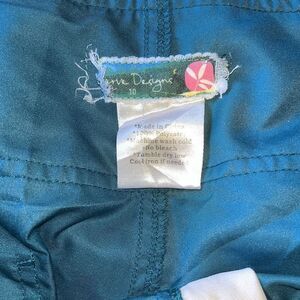 Designs
10
*Made in China
*100% Polyester
*Machine wash cold
*No bleach
*Tumble dry low
Cool iron if needed